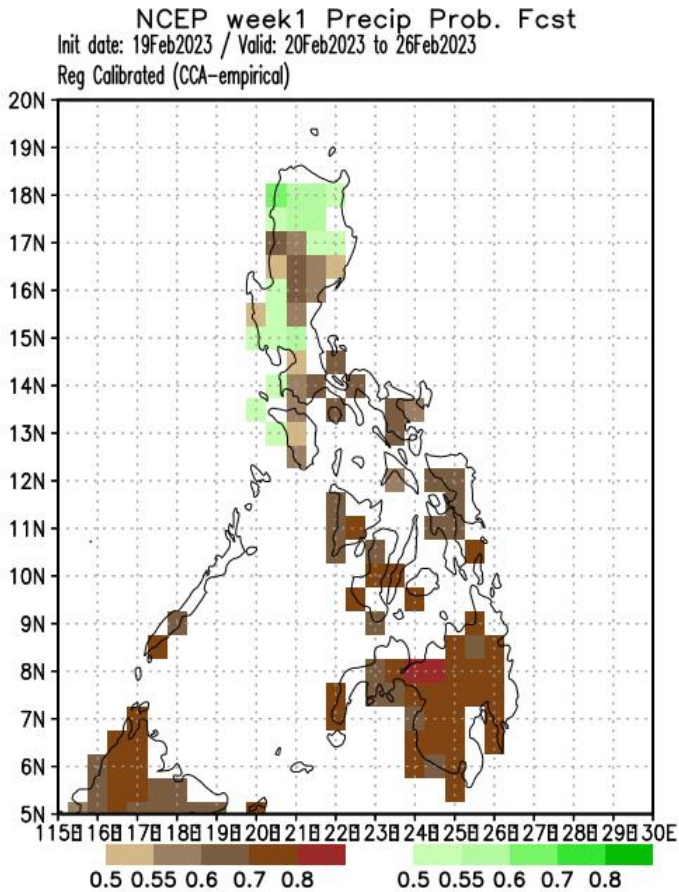 NCEP week1 Precip Prob. Fcst
Init date: 19Feb2023 / Valid: 20Feb2023 to 26Feb2023
Reg Calibrated (CCA-empirical)
20N
19N
18N
17N
16N
15N
14N
13N
12N
11N
10N
9N
8N
7N
6N
5N
115E 116E 117E 118E 119E 120E 121E 122E 123E 124E 125E 126E 127E 128E 129E 130E
0.5 0.55 0.6 0.7 0.8 0.5 0.55 0.6 0.7 0.8